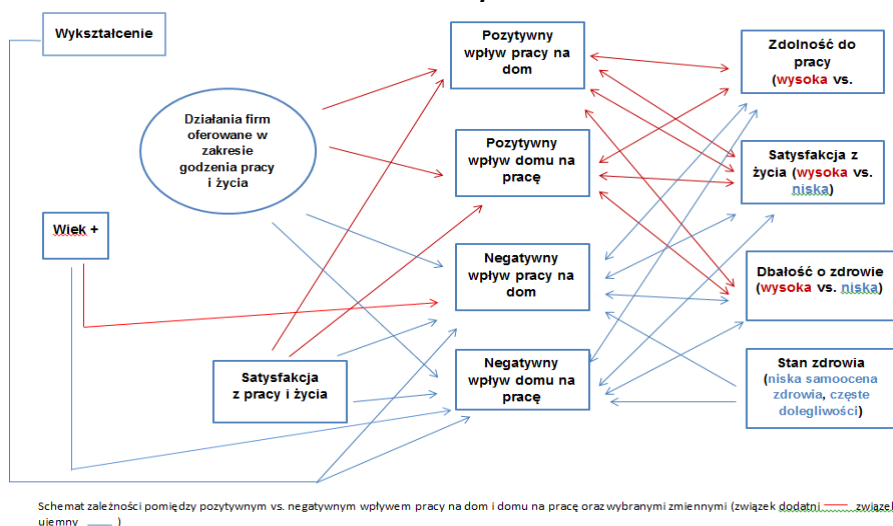 Wykształcenie
Pozytywny
wpływ pracy na
dom
Zdolność do
pracy
(wysoka vs.
Działania firm
oferowane w
zakresie
godzenia pracy
i życia
Pozytywny
wpływ domu na
pracę
Satysfakcja z
życia (wysoka vs.
niska)
Wiek +
Negatywny
wpływ pracy na
dom
Dbałość o zdrowie
(wysoka vs. niska)
Satysfakcja
z pracy i życia
Negatywny
wpływ domu na
pracę
Stan zdrowia
(niska samoocena
zdrowia, częste
dolegliwości)
Schemat zależności pomiędzy pozytywnym vs. negatywnym wpływem pracy na dom i domu na pracę oraz wybranymi zmiennymi (związek dodatni związek
ujemny )